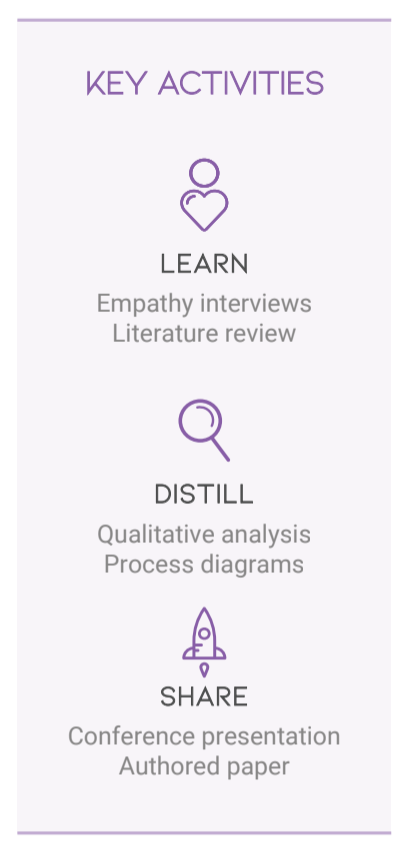 KEY ACTIVITIES
LEARN
Empathy interviews
Literature review
DISTILL
Qualitative analysis
Process diagrams
SHARE
Conference presentation
Authored paper